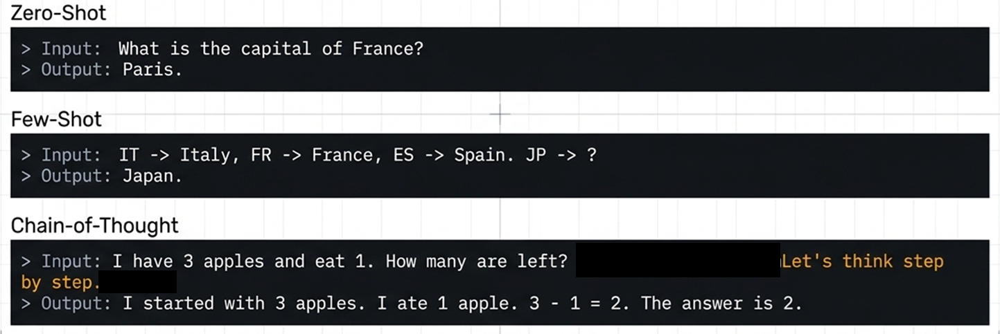 Zero-Shot
> Input: What is the capital of France?
> Output: Paris.
Few-Shot
> Input: IT -> Italy, FR -> France, ES -> Spain. JP -> ?
> Output: Japan.
Chain-of-Thought
> Input: I have 3 apples and eat 1. How many are left? Let's think step
by step.
> Output: I started with 3 apples. I ate 1 apple. 3 - 1 = 2. The answer is 2.